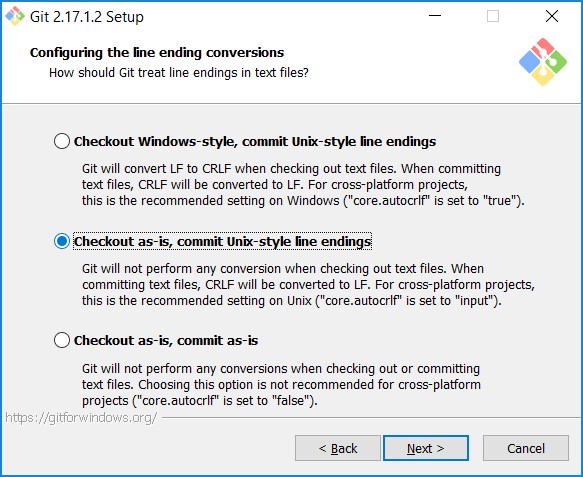 Git 2.17.1.2 Setup
Configuring the line ending conversions
How should Git treat line endings in text files?
Checkout Windows-style, commit Unix-style line endings
Git will convert LF to CRLF when checking out text files. When committing
text files, CRLF will be converted to LF. For cross-platform projects,
this is the recommended setting on Windows ("core.autocrlf" is set to "true").
Checkout as-is, commit Unix-style line endings
Git will not perform any conversion when checking out text files. When
committing text files, CRLF will be converted to LF. For cross-platform projects,
this is the recommended setting on Unix ("core.autocrlf" is set to "input").
Checkout as-is, commit as-is
Git will not perform any conversions when checking out or committing
text files. Choosing this option is not recommended for cross-platform
projects ("core.autocrlf" is set to "false").
https://gitforwindows.org/
< Back
Next >
Cancel